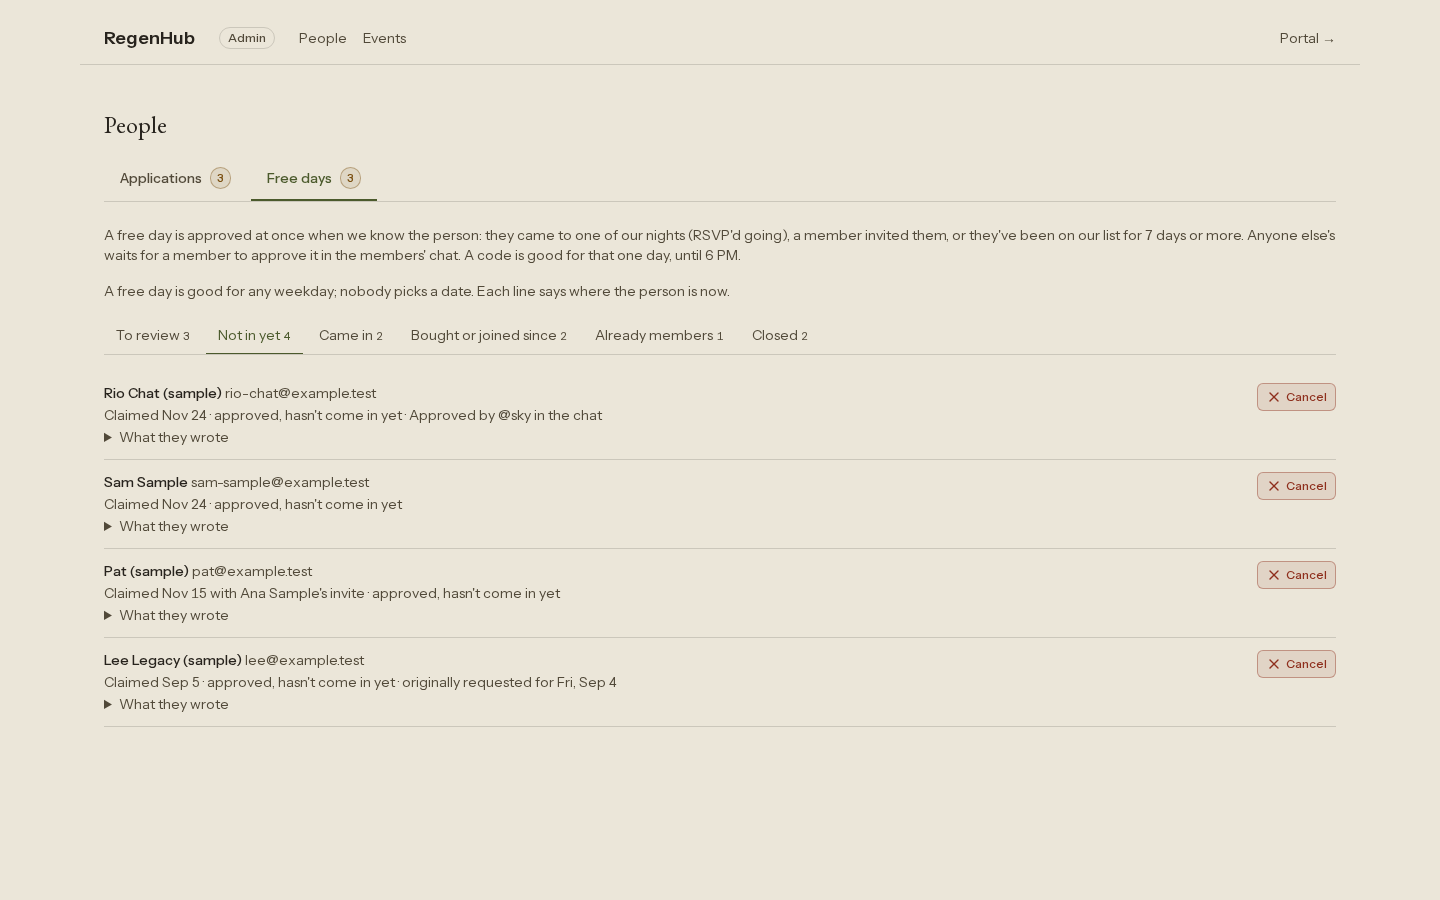 RegenHub Admin People Events Portal →
People
Applications 3 Free days 3
A free day is approved at once when we know the person: they came to one of our nights (RSVP'd going), a member invited them, or they've been on our list for 7 days or more. Anyone else's
waits for a member to approve it in the members' chat. A code is good for that one day, until 6 PM.
A free day is good for any weekday; nobody picks a date. Each line says where the person is now.
To review 3 Not in yet 4 Came in 2 Bought or joined since 2 Already members 1 Closed 2
Rio Chat (sample) rio-chat@example.test Cancel
Claimed Nov 24 · approved, hasn't come in yet · Approved by @sky in the chat
▶ What they wrote
Sam Sample sam-sample@example.test Cancel
Claimed Nov 24 · approved, hasn't come in yet
▶ What they wrote
Pat (sample) pat@example.test Cancel
Claimed Nov 15 with Ana Sample's invite · approved, hasn't come in yet
▶ What they wrote
Lee Legacy (sample) lee@example.test Cancel
Claimed Sep 5 · approved, hasn't come in yet · originally requested for Fri, Sep 4
▶ What they wrote